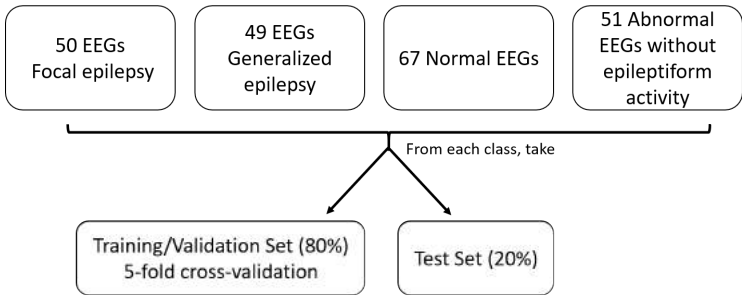 50 EEGs
Focal epilepsy
49 EEGs
Generalized
epilepsy
67 Normal EEGs
51 Abnormal
EEGs without
epileptiform
activity
From each class, take
Training/Validation Set (80%)
5-fold cross-validation
Test Set (20%)